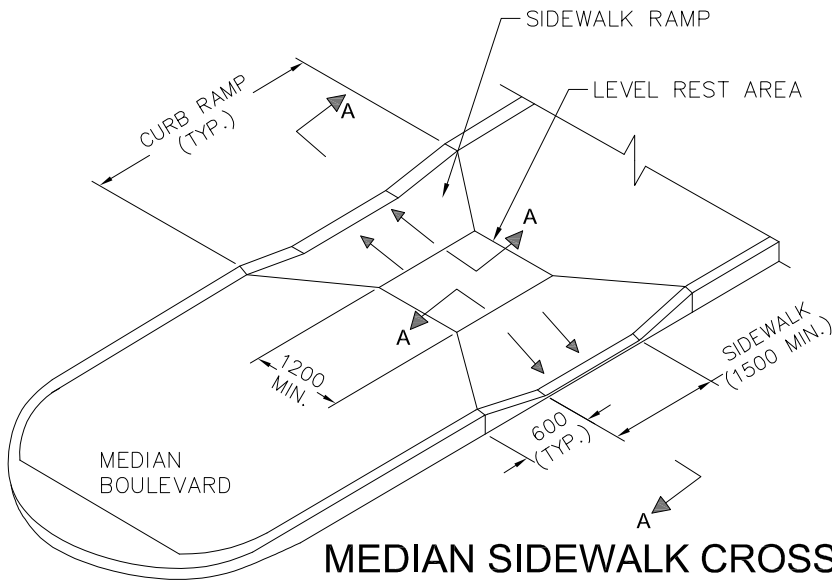 SIDEWALK RAMP
LEVEL REST AREA
CURB RAMP
(TYP.)
A
A
A
1200
MIN.
SIDEWALK
(1500 MIN.)
600
(TYP.)
MEDIAN
BOULEVARD
A
MEDIAN SIDEWALK CROSS